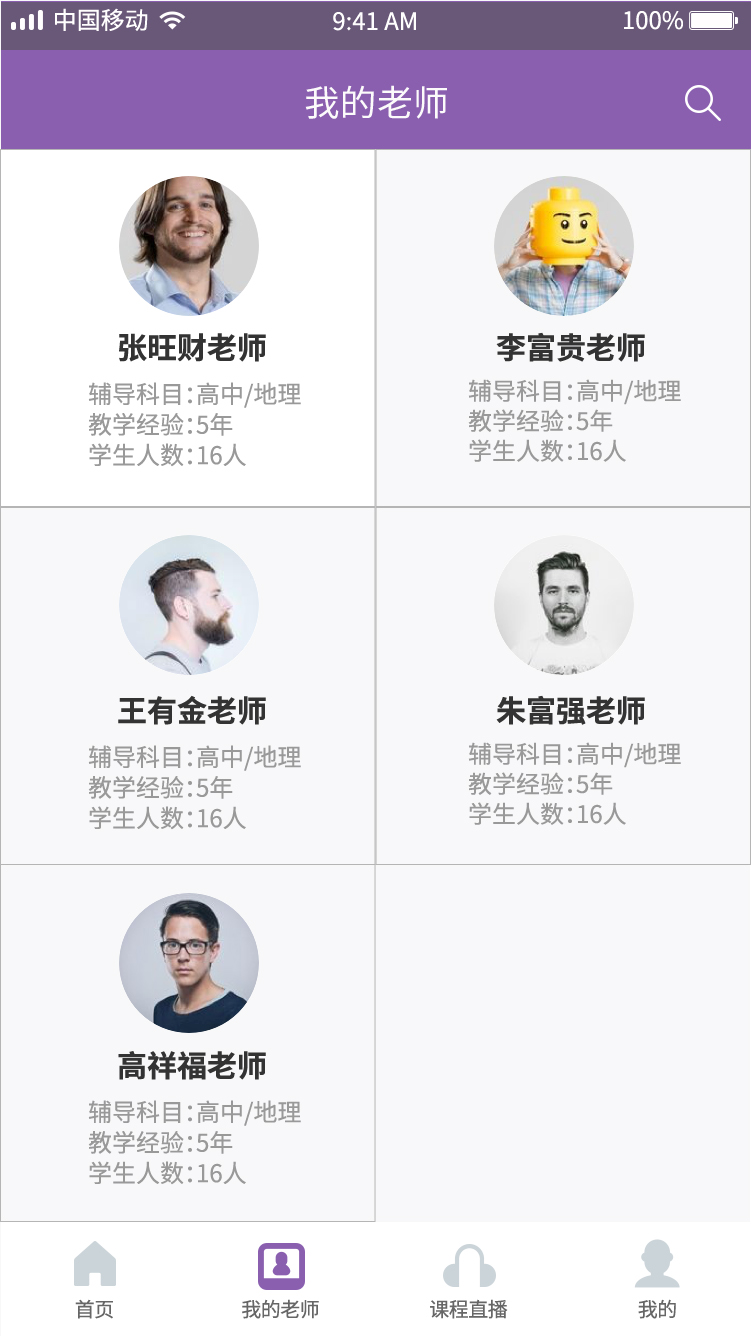 中国移动 9:41 AM 100%
我的老师
张旺财老师
辅导科目:高中/地理
教学经验:5年
学生人数:16人
李富贵老师
辅导科目:高中/地理
教学经验:5年
学生人数:16人
王有金老师
辅导科目:高中/地理
教学经验:5年
学生人数:16人
朱富强老师
辅导科目:高中/地理
教学经验:5年
学生人数:16人
高祥福老师
辅导科目:高中/地理
教学经验:5年
学生人数:16人
首页 我的老师 课程直播 我的